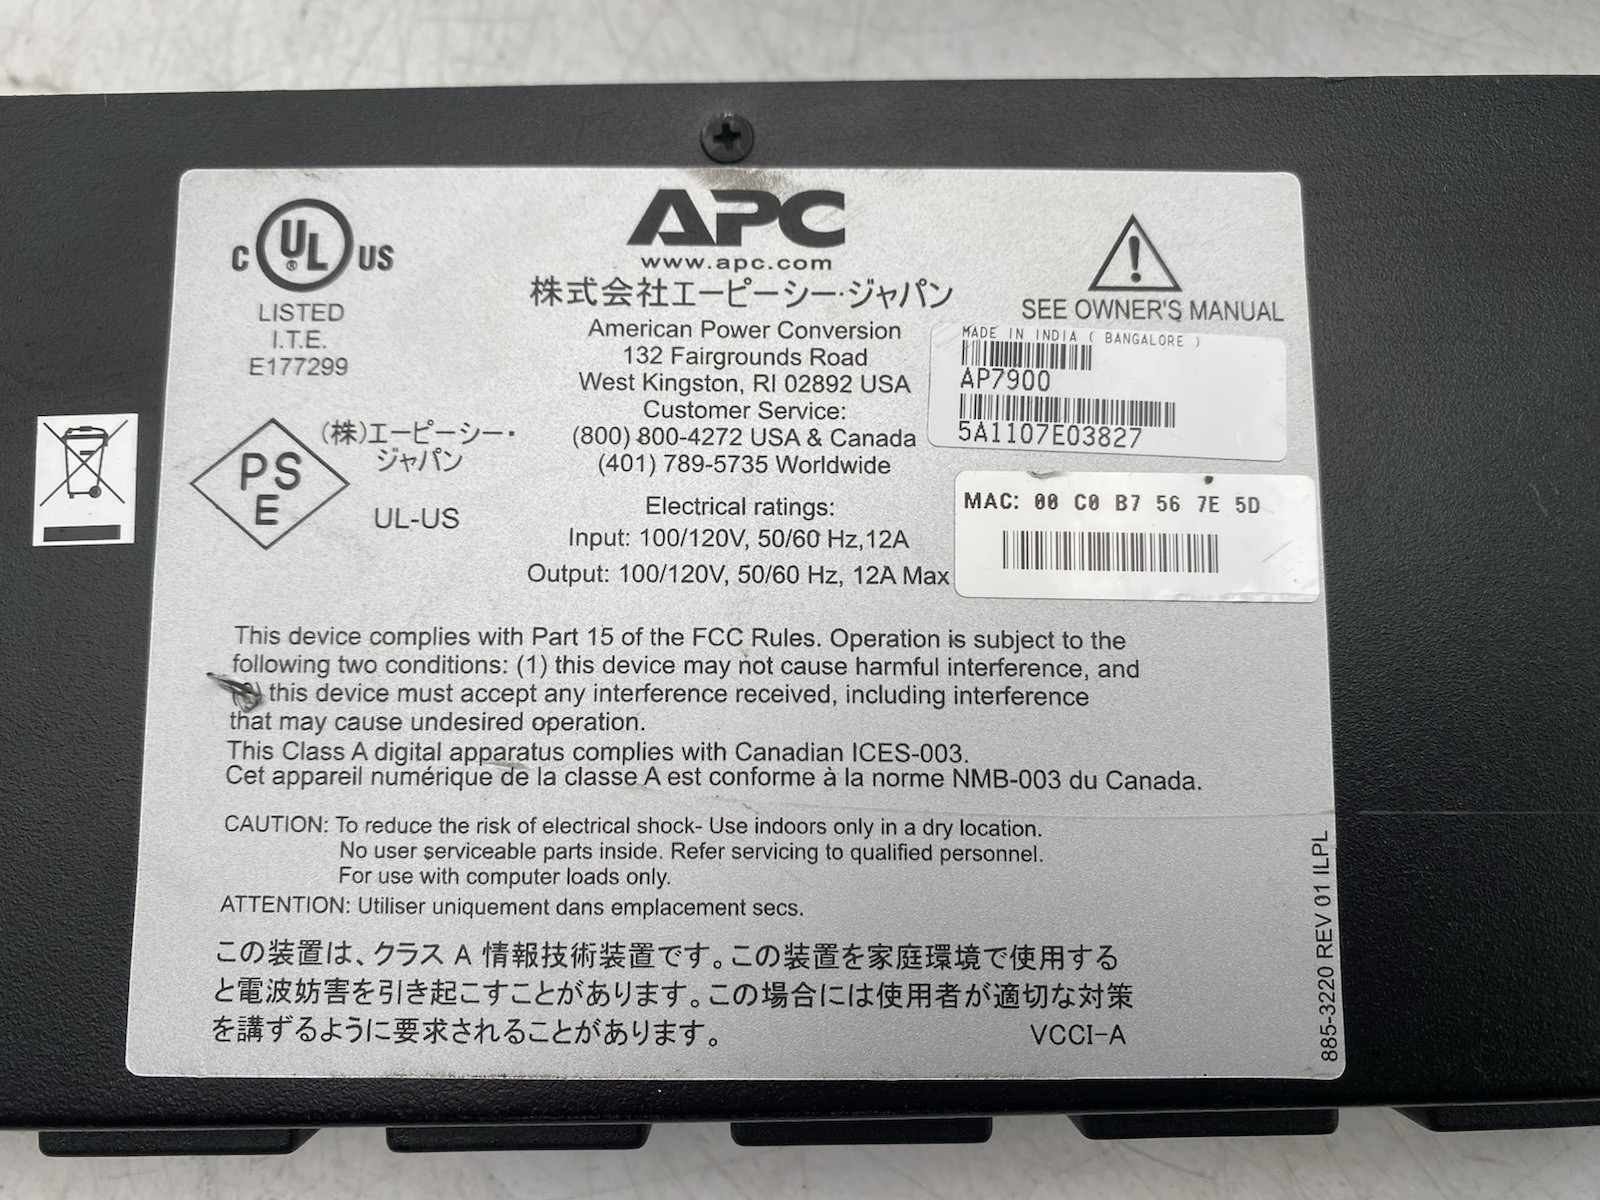 C UL US
®
LISTED
I.T.E.
E177299
APC
www.apc.com
株式会社エーピーシー・ジャパン
American Power Conversion
132 Fairgrounds Road
West Kingston, RI 02892 USA
Customer Service:
(800) 800-4272 USA & Canada
(401) 789-5735 Worldwide
!
SEE OWNER'S MANUAL
MADE IN INDIA ( BANGALORE )
AP7900
5A1107E03827
PS
E
(株)エーピーシー・
ジャパン
UL-US
Electrical ratings:
Input: 100/120V, 50/60 Hz,12A
Output: 100/120V, 50/60 Hz, 12A Max
MAC: 00 C0 B7 56 7E 5D
This device complies with Part 15 of the FCC Rules. Operation is subject to the
following two conditions: (1) this device may not cause harmful interference, and
(2) this device must accept any interference received, including interference
that may cause undesired operation.
This Class A digital apparatus complies with Canadian ICES-003.
Cet appareil numérique de la classe A est conforme à la norme NMB-003 du Canada.
CAUTION: To reduce the risk of electrical shock- Use indoors only in a dry location.
No user serviceable parts inside. Refer servicing to qualified personnel.
For use with computer loads only.
ATTENTION: Utiliser uniquement dans emplacement secs.
この装置は、クラス A 情報技術装置です。この装置を家庭環境で使用する
と電波妨害を引き起こすことがあります。この場合には使用者が適切な対策
を講ずるように要求されることがあります。 VCCI-A
885-3220 REV 01 ILPL